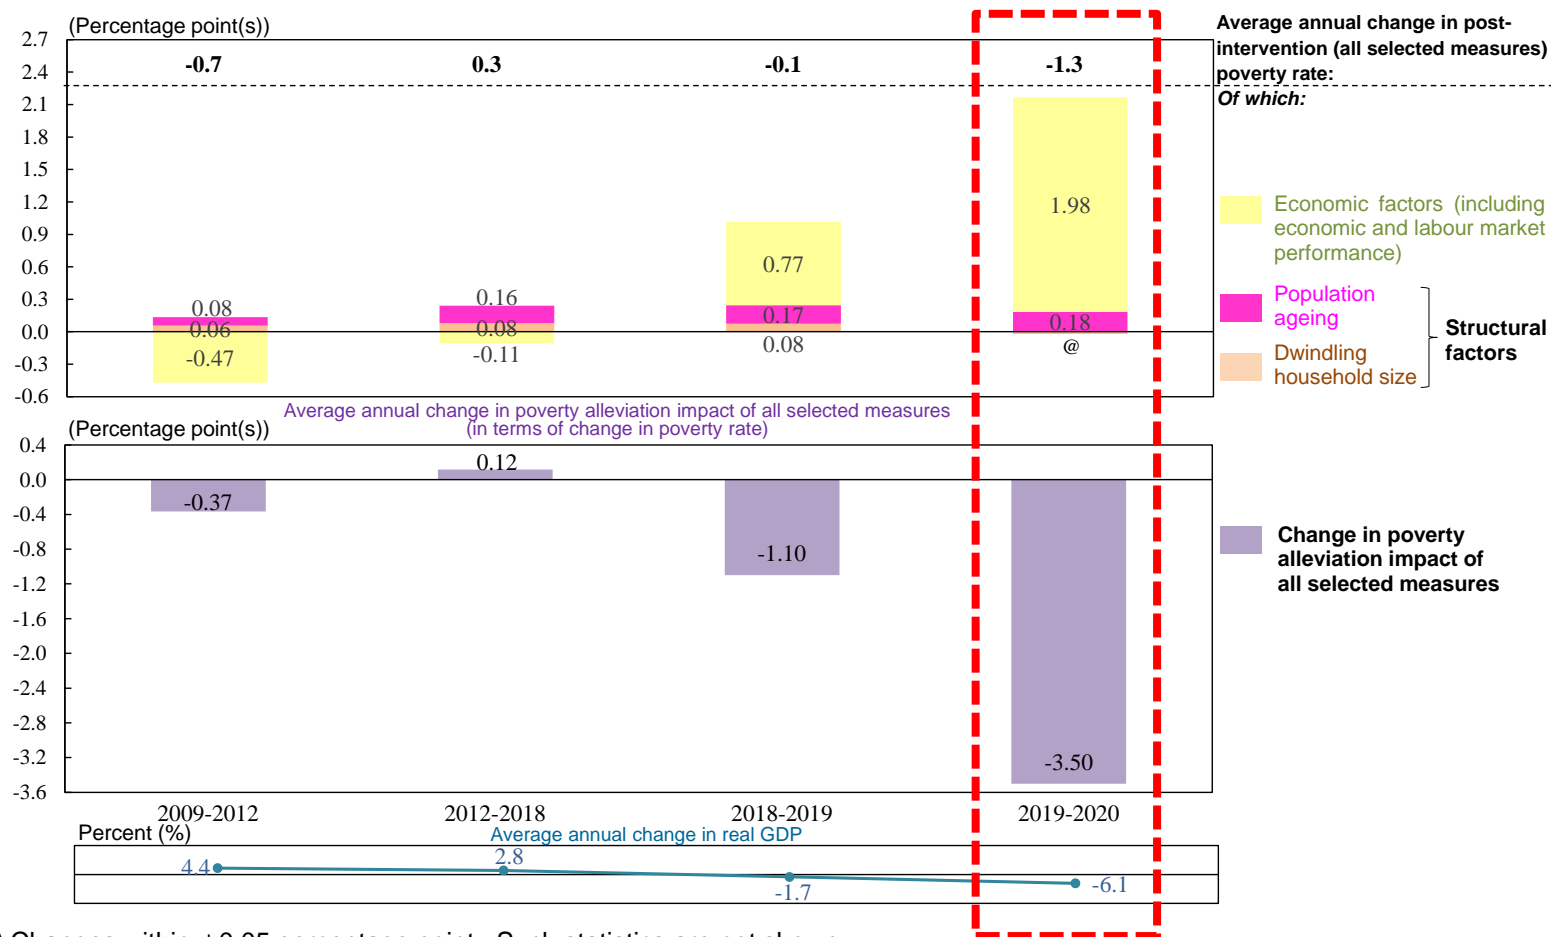 (Percentage point(s))
2.7
2.4
2.1
1.8
1.5
1.2
0.9
0.6
0.3
0.0
-0.3
-0.6
-0.7
0.3
-0.1
-1.3
Average annual change in post-
intervention (all selected measures)
poverty rate:
Of which:
0.08
0.06
-0.47
0.16
0.08
-0.11
0.77
0.17
0.08
1.98
0.18
@
Economic factors (including
economic and labour market
performance)
Population
ageing
Dwindling
household size
Structural
factors
Average annual change in poverty alleviation impact of all selected measures
(in terms of change in poverty rate)
(Percentage point(s))
0.4
0.0
-0.4
-0.8
-1.2
-1.6
-2.0
-2.4
-2.8
-3.2
-3.6
-0.37
0.12
-1.10
-3.50
Change in poverty
alleviation impact of
all selected measures
2009-2012
2012-2018
2018-2019
2019-2020
Percent (%)
Average annual change in real GDP
4.4
2.8
-1.7
-6.1